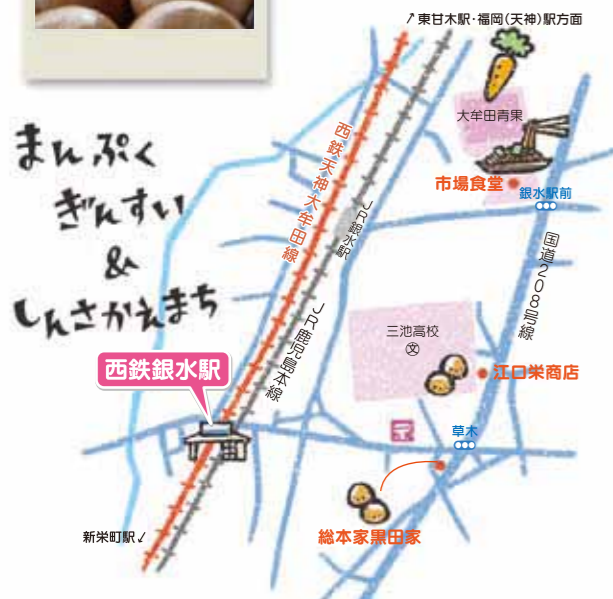 ↗東甘木駅・福岡(天神)駅方面
大牟田青果
市場食堂
銀水駅前
西鉄天神大牟田線
JR銀水駅
国道208号線
まんぷく
ぎんすい
&
しんさかえまち
JR鹿児島本線
三池高校
文
西鉄銀水駅
江口栄商店
草木
総本家黒田家
新栄町駅↙